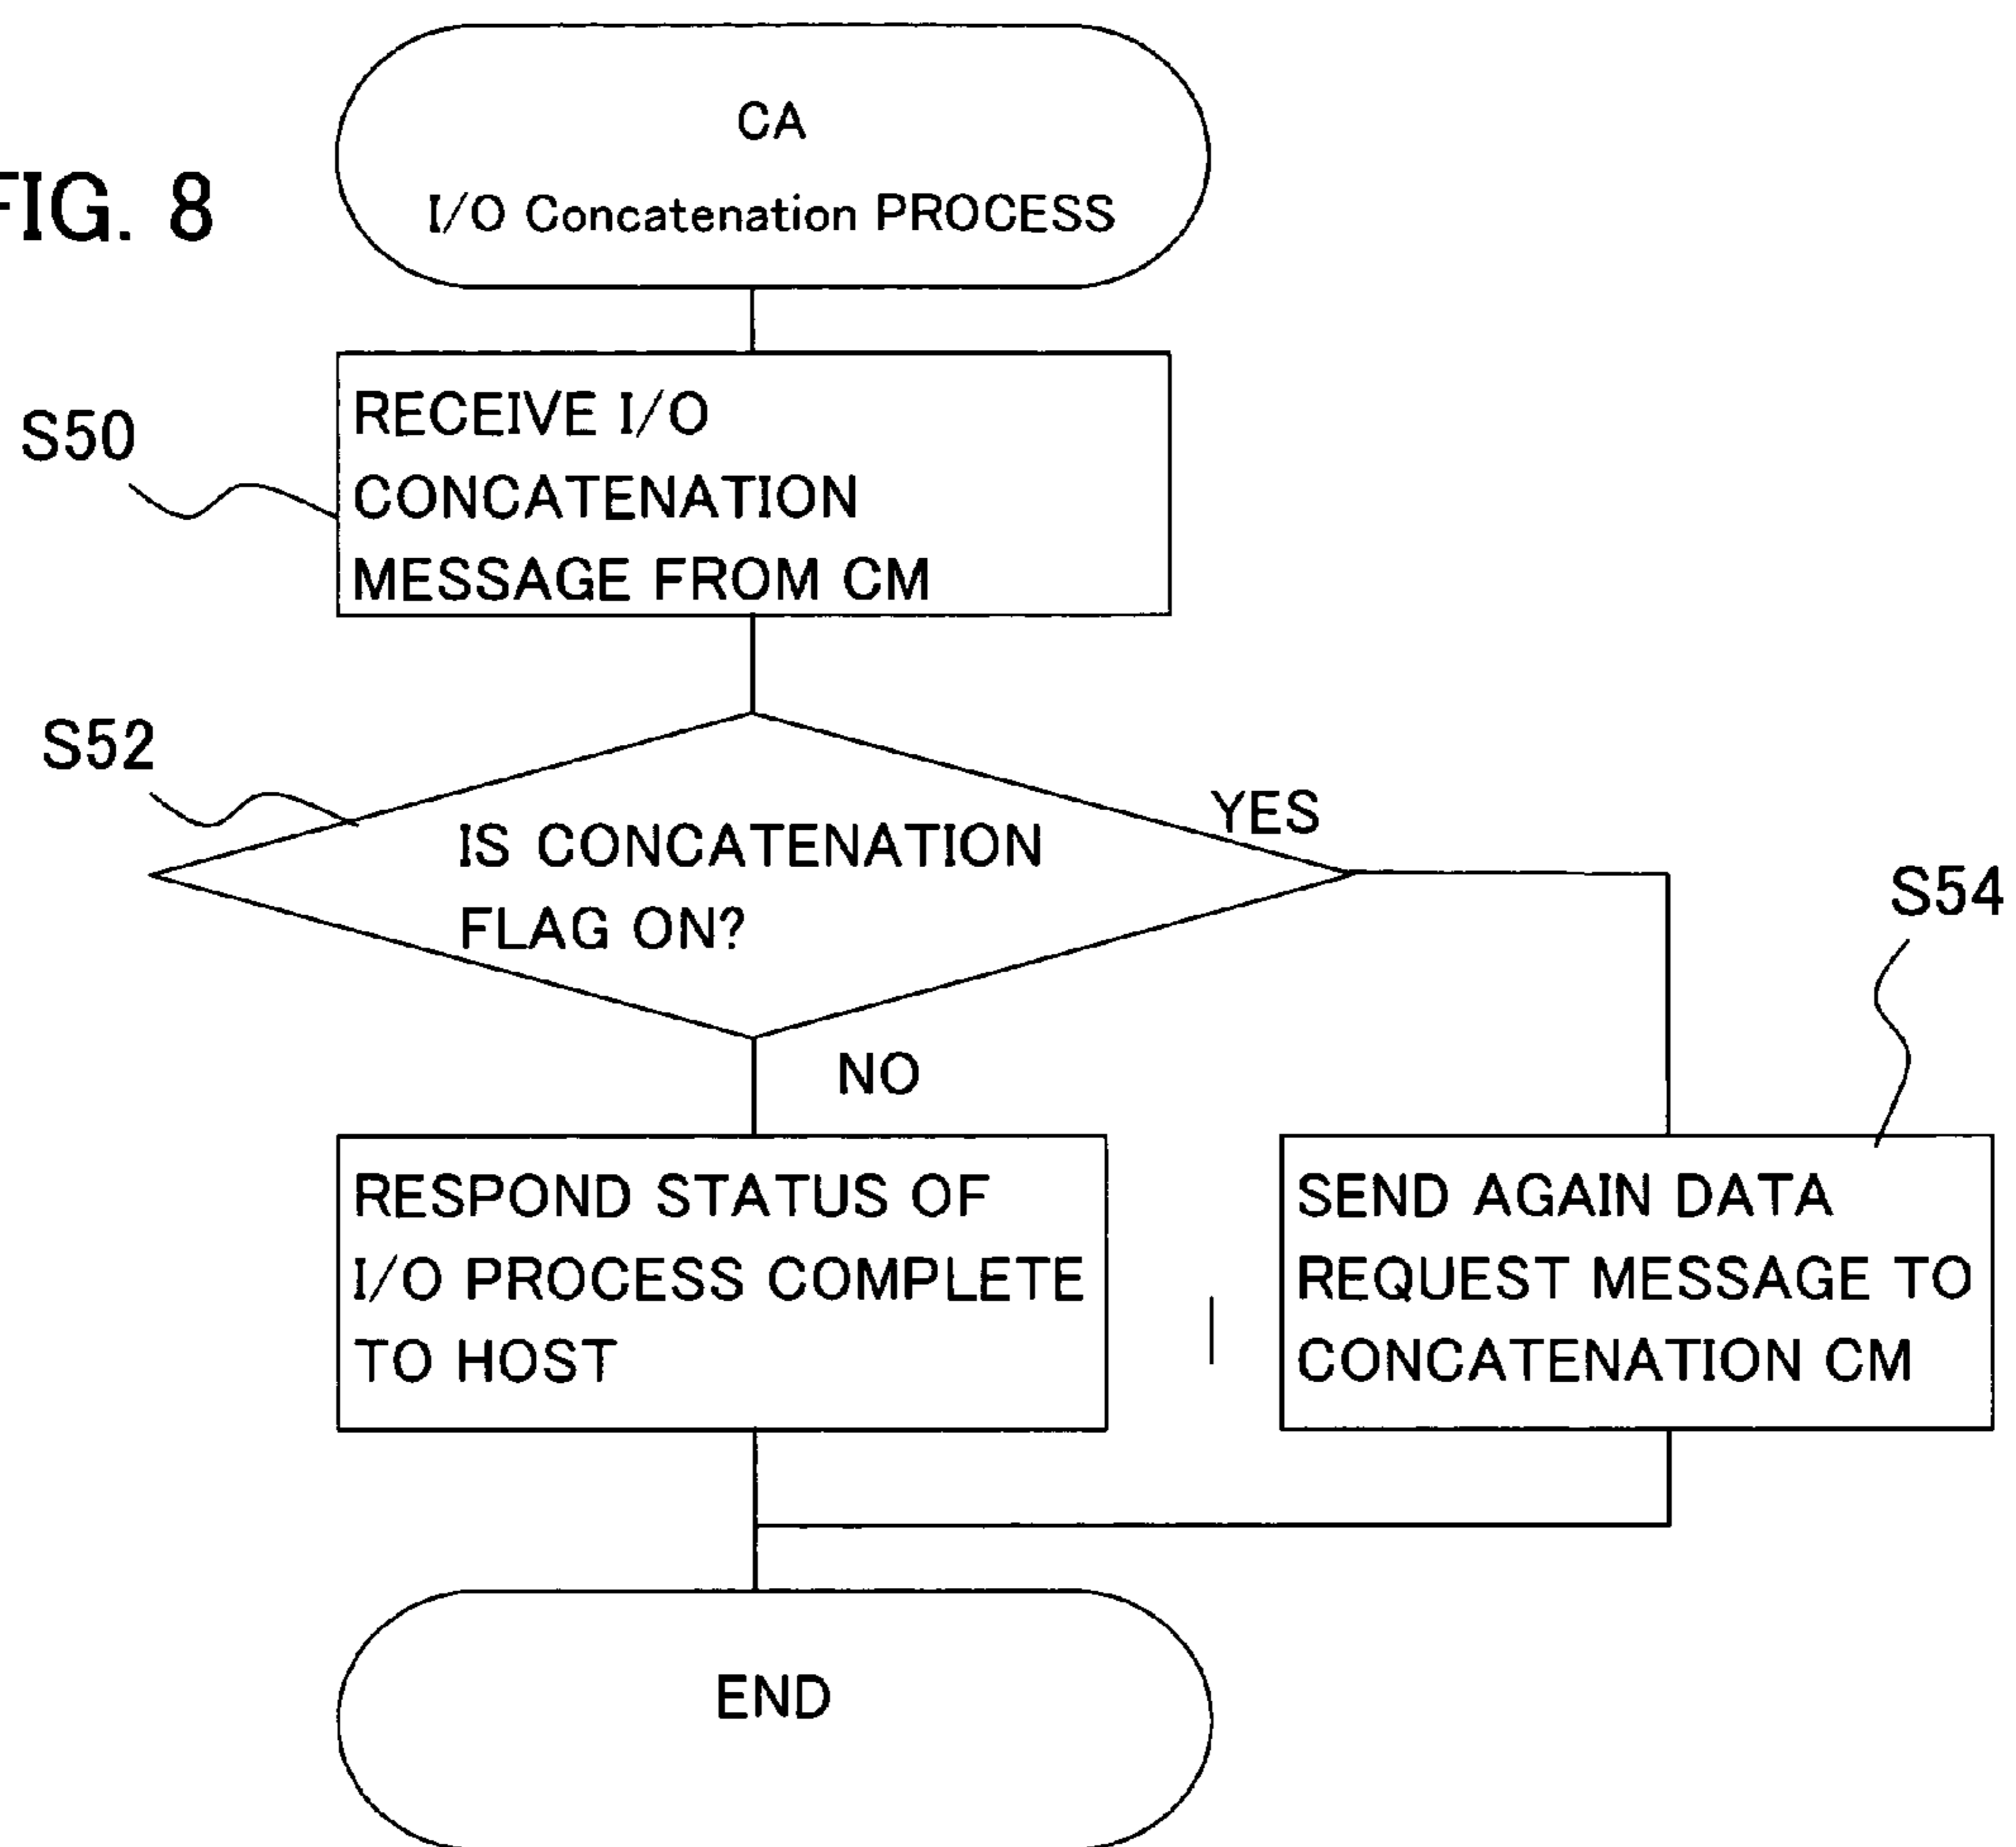 FIG. 8
CA
I/O Concatenation PROCESS
S50
RECEIVE I/O
CONCATENATION
MESSAGE FROM CM
S52
IS CONCATENATION
FLAG ON?
YES
NO
S54
RESPOND STATUS OF
I/O PROCESS COMPLETE
TO HOST
SEND AGAIN DATA
REQUEST MESSAGE TO
CONCATENATION CM
END